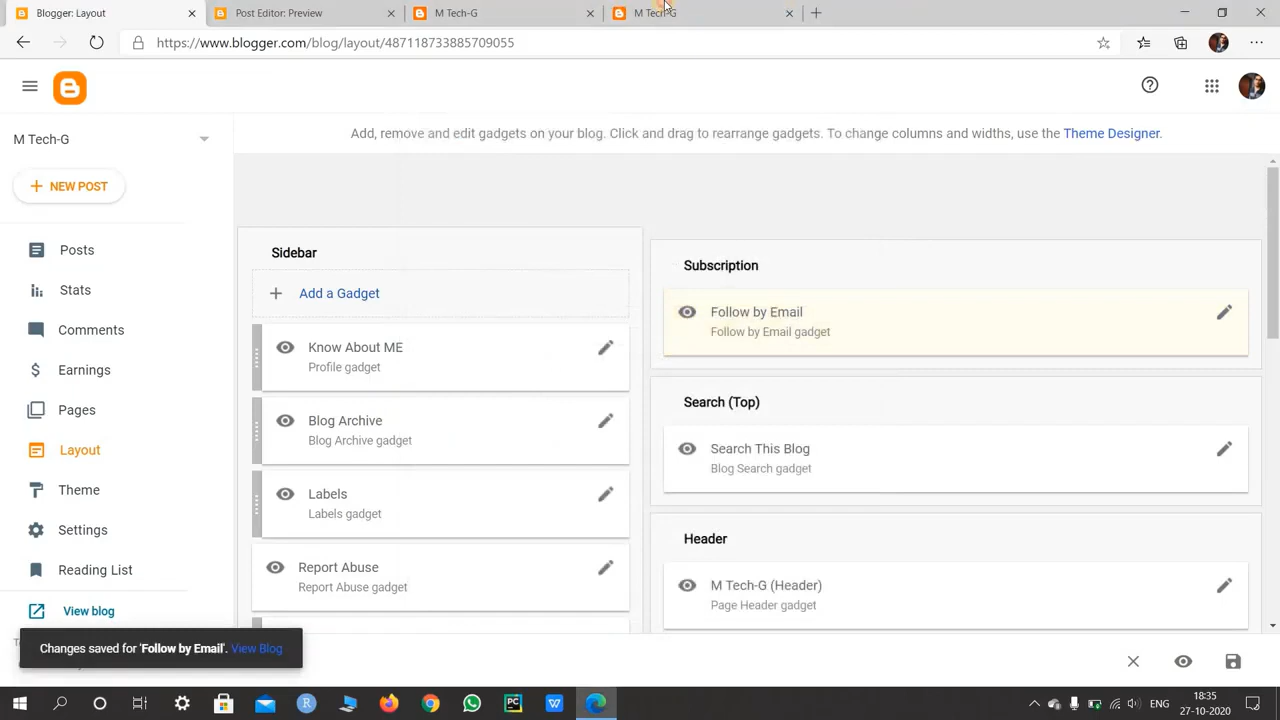 Blogger: Layout
Post Editor: Preview
M Tech-G
M Tech-G
https://www.blogger.com/blog/layout/487118733885709055
M Tech-G
Add, remove and edit gadgets on your blog. Click and drag to rearrange gadgets. To change columns and widths, use the Theme Designer.
NEW POST
Posts
Stats
Comments
Earnings
Pages
Layout
Theme
Settings
Reading List
View blog
Sidebar
Add a Gadget
Know About ME
Profile gadget
Blog Archive
Blog Archive gadget
Labels
Labels gadget
Report Abuse
Report Abuse gadget
Subscription
Follow by Email
Follow by Email gadget
Search (Top)
Search This Blog
Blog Search gadget
Header
M Tech-G (Header)
Page Header gadget
Changes saved for 'Follow by Email'. View Blog
ENG
18:35
27-10-2020